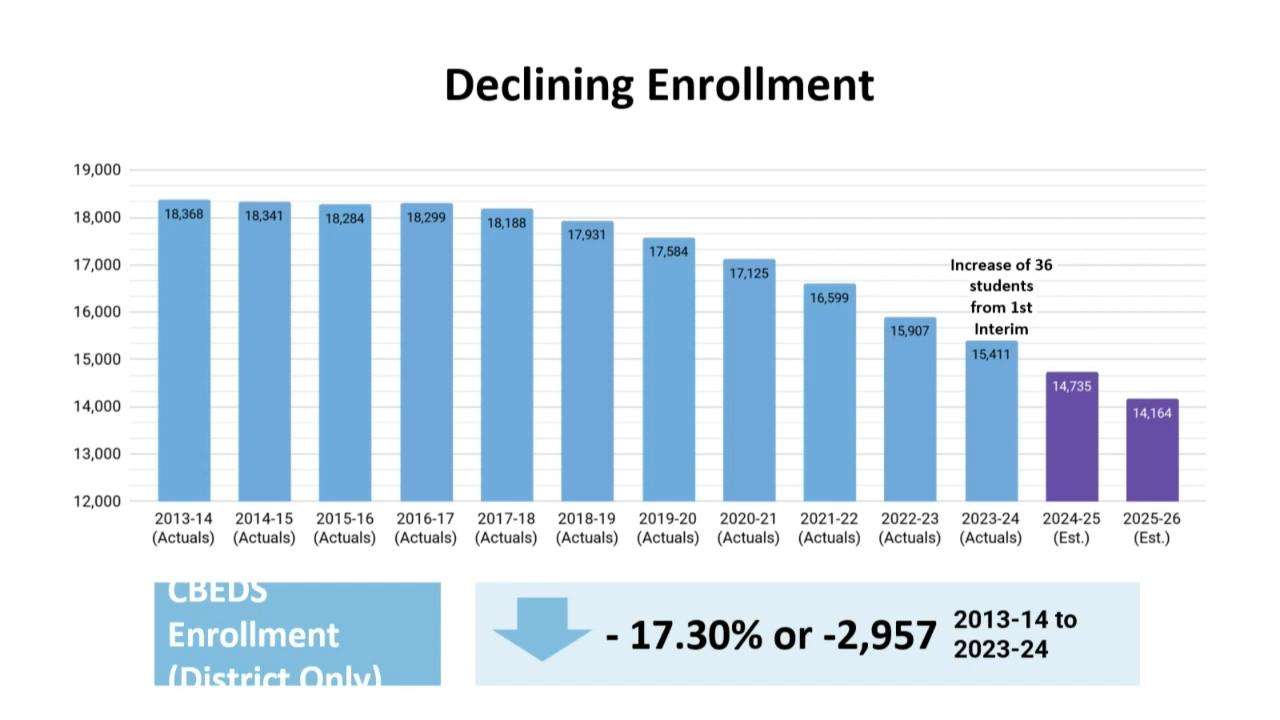 Declining Enrollment
19,000
18,000
17,000
16,000
15,000
14,000
13,000
12,000
18,368
18,341
18,284
18,299
18,188
17,931
17,584
17,125
16,599
15,907
Increase of 36
students
from 1st
Interim
15,411
14,735
14,164
2013-14
(Actuals)
2014-15
(Actuals)
2015-16
(Actuals)
2016-17
(Actuals)
2017-18
(Actuals)
2018-19
(Actuals)
2019-20
(Actuals)
2020-21
(Actuals)
2021-22
(Actuals)
2022-23
(Actuals)
2023-24
(Actuals)
2024-25
(Est.)
2025-26
(Est.)
CBEDS
Enrollment
(District Only)
- 17.30% or -2,957
2013-14 to
2023-24